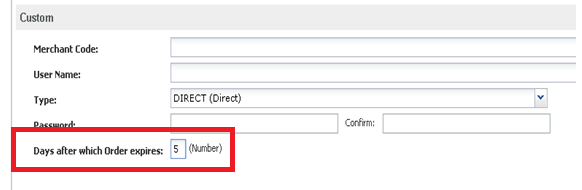 Custom
Merchant Code:
User Name:
Type: DIRECT (Direct)
Password: Confirm:
Days after which Order expires: 5 (Number)